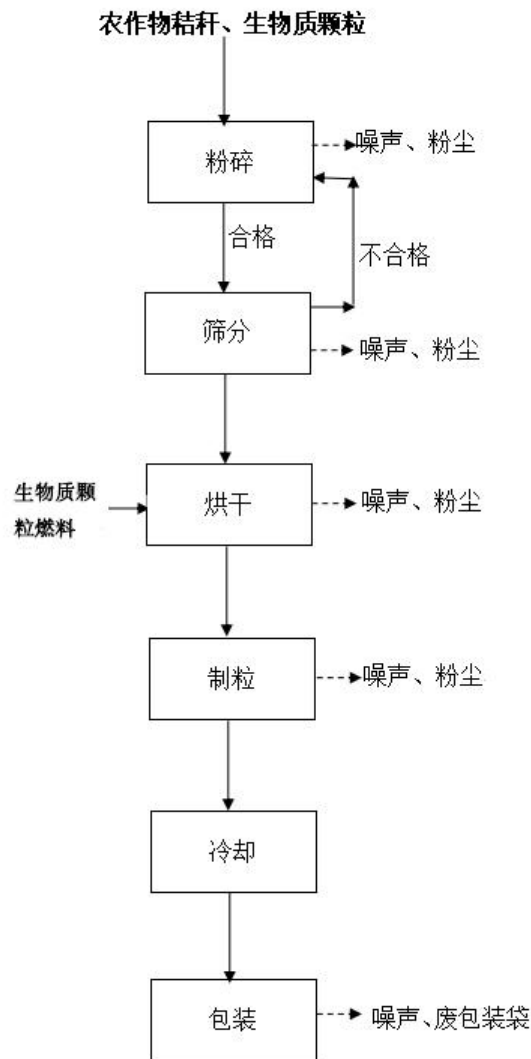 农作物秸秆、生物质颗粒
粉碎
噪声、粉尘
合格
不合格
筛分
噪声、粉尘
生物质颗
粒燃料
烘干
噪声、粉尘
制粒
噪声、粉尘
冷却
包装
噪声、废包装袋